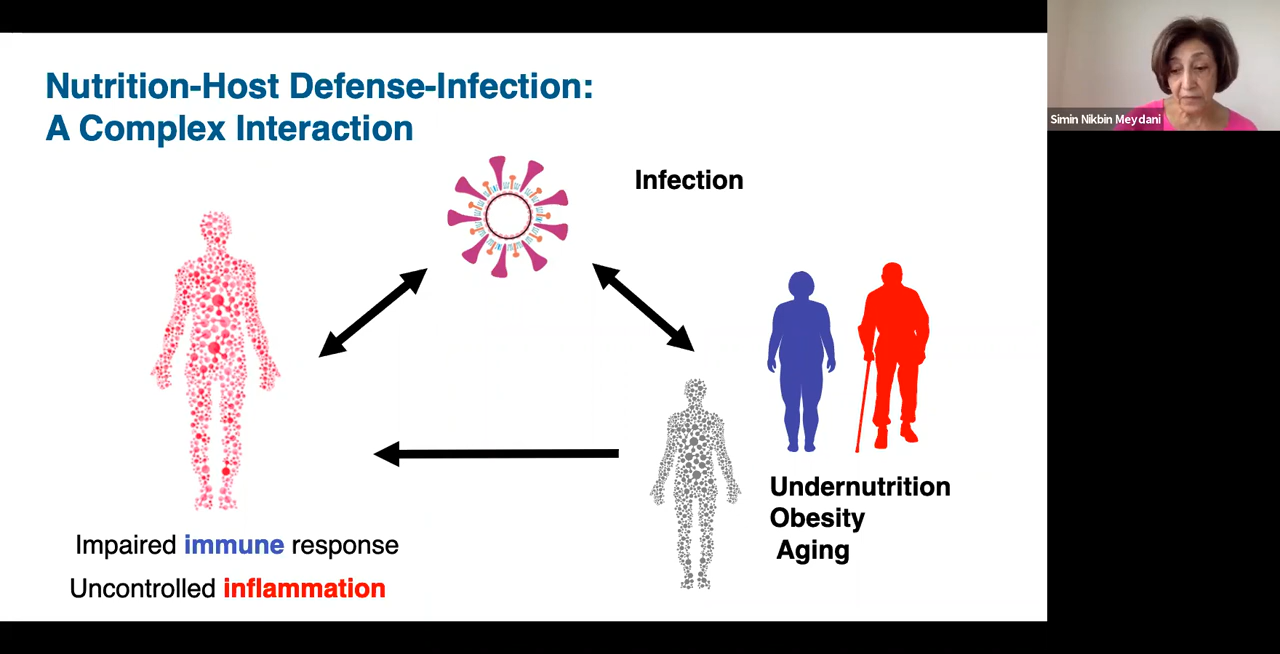 Nutrition-Host Defense-Infection:
A Complex Interaction
Infection
Simin Nikbin Meydani
Undernutrition
Obesity
Aging
Impaired immune response
Uncontrolled inflammation